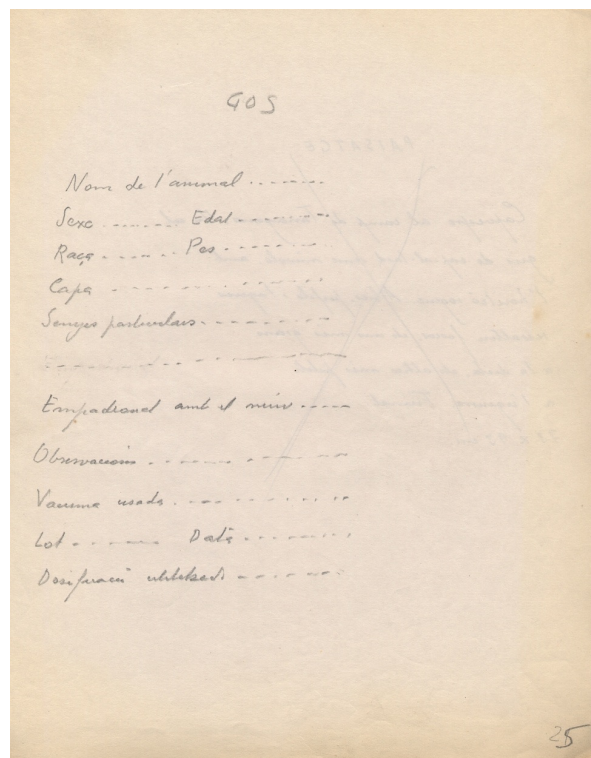 GOS
Nom de l'animal .......
Sexo ....... Edat .......
Raça ....... Pes .......
Capa .......
Senyes particulars .......
.......
Empadronat amb el núm .....
Observacions .......
Vacuna usada .......
Lot ....... Data .......
Dosificació utilitzada .......
25